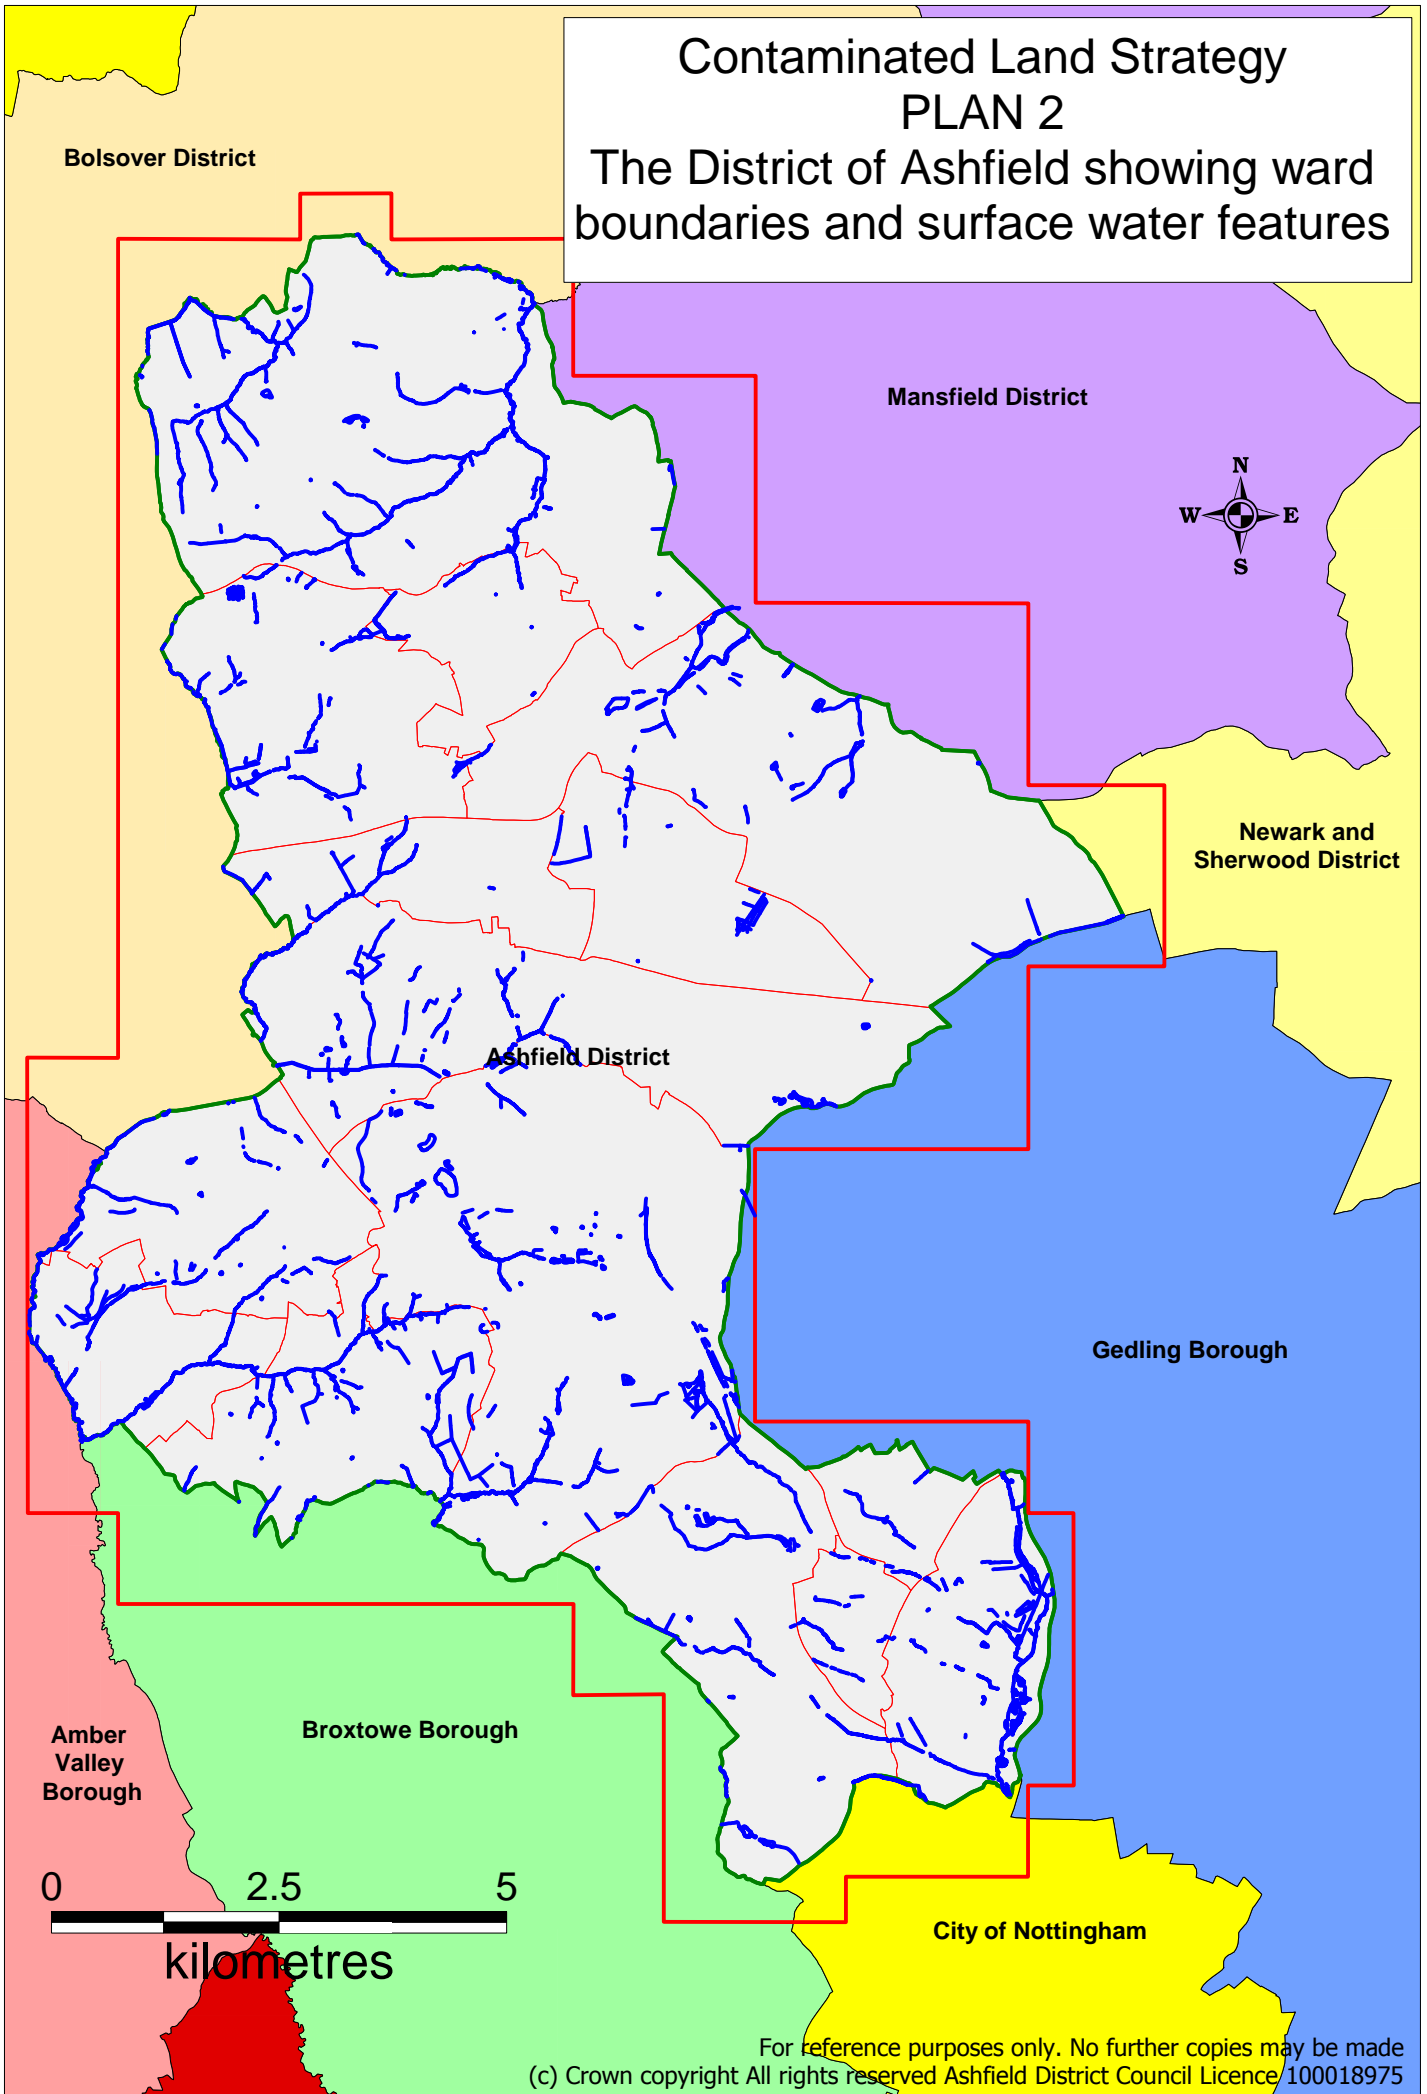 Contaminated Land Strategy
PLAN 2
The District of Ashfield showing ward
boundaries and surface water features
Bolsover District
Mansfield District
N
W E
S
Newark and
Sherwood District
Ashfield District
Gedling Borough
Amber
Valley
Borough
Broxtowe Borough
0 2.5 5
kilometres
City of Nottingham
For reference purposes only. No further copies may be made
(c) Crown copyright All rights reserved Ashfield District Council Licence 100018975